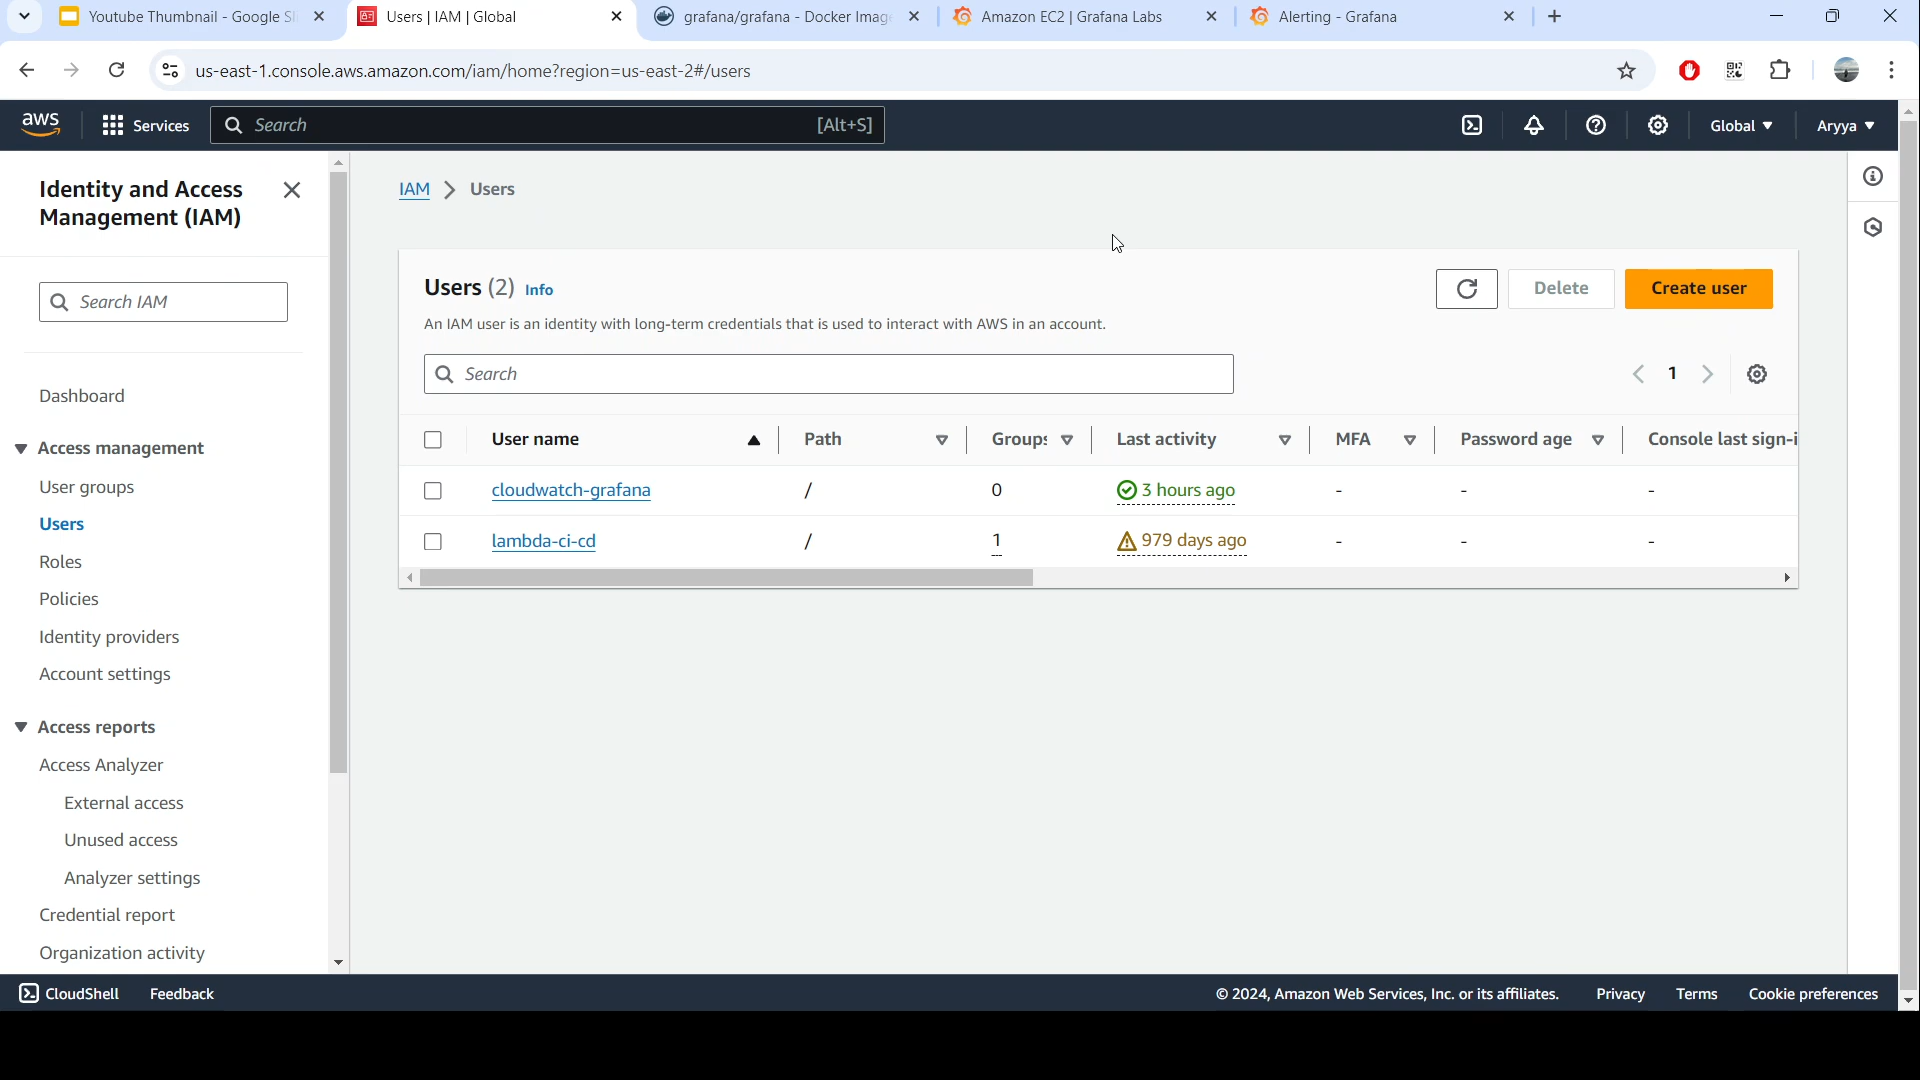 Youtube Thumbnail - Google Sl
Users | IAM | Global
grafana/grafana - Docker Image
Amazon EC2 | Grafana Labs
Alerting - Grafana
us-east-1.console.aws.amazon.com/iam/home?region=us-east-2#/users
aws
Services
Search
[Alt+S]
Global
Aryya
Identity and Access
Management (IAM)
Search IAM
Dashboard
Access management
User groups
Users
Roles
Policies
Identity providers
Account settings
Access reports
Access Analyzer
External access
Unused access
Analyzer settings
Credential report
Organization activity
IAM > Users
Users (2) Info
An IAM user is an identity with long-term credentials that is used to interact with AWS in an account.
Delete
Create user
Search
1
User name Path Groups Last activity MFA Password age Console last sign-i
cloudwatch-grafana / 0 3 hours ago - - -
lambda-ci-cd / 1 979 days ago - - -
CloudShell
Feedback
© 2024, Amazon Web Services, Inc. or its affiliates.
Privacy
Terms
Cookie preferences